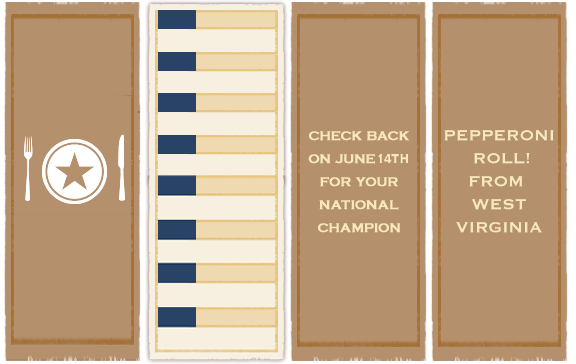 CHECK BACK
ON JUNE 14TH
FOR YOUR
NATIONAL
CHAMPION
PEPPERONI
ROLL!
FROM
WEST
VIRGINIA